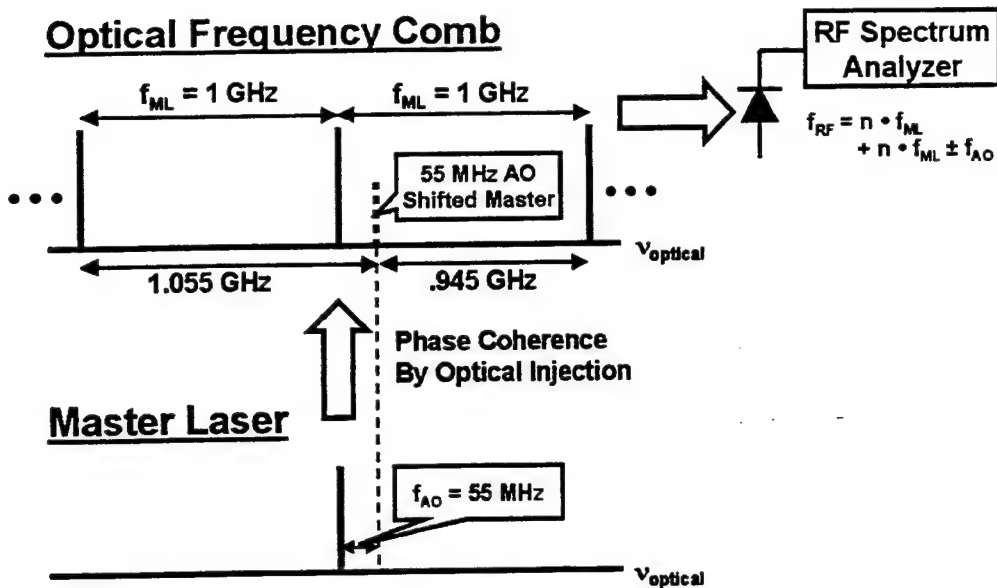 Optical Frequency Comb
RF Spectrum
Analyzer
f_ML = 1 GHz
f_ML = 1 GHz
f_RF = n • f_ML
+ n • f_ML ± f_AO
55 MHz AO
Shifted Master
ν_optical
1.055 GHz
.945 GHz
Phase Coherence
By Optical Injection
Master Laser
f_AO = 55 MHz
ν_optical